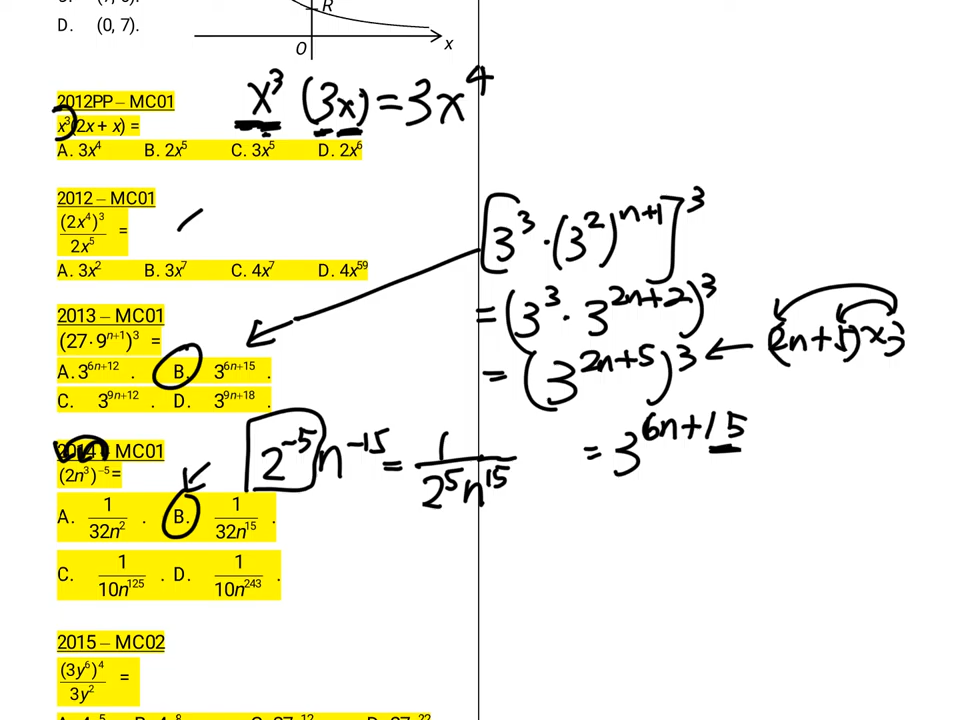 D. (0, 7).
R
O
x
2012PP – MC01
x³(2x + x) =
A. 3x⁴ B. 2x⁵ C. 3x⁵ D. 2x⁶
x³ (3x) = 3x⁴
2012 – MC01
(2x⁴)³ / 2x⁵ =
A. 3x² B. 3x⁷ C. 4x⁷ D. 4x⁵⁹
2013 – MC01
(27·9ⁿ⁺¹)³ =
A. 3⁶ⁿ⁺¹² . B. 3⁶ⁿ⁺¹⁵ .
C. 3⁹ⁿ⁺¹² . D. 3⁹ⁿ⁺¹⁸ .
[3³ · (3²)ⁿ⁺¹]³
= (3³ · 3²ⁿ⁺²)³
= (3²ⁿ⁺⁵)³
(2n+5)×3
= 3⁶ⁿ⁺¹⁵
2014 – MC01
(2n³)⁻⁵ =
2⁻⁵ n⁻¹⁵ = 1 / 2⁵n¹⁵
A. 1 / 32n² . B. 1 / 32n¹⁵ .
C. 1 / 10n¹²⁵ . D. 1 / 10n²⁴³ .
2015 – MC02
(3y⁶)⁴ / 3y² =